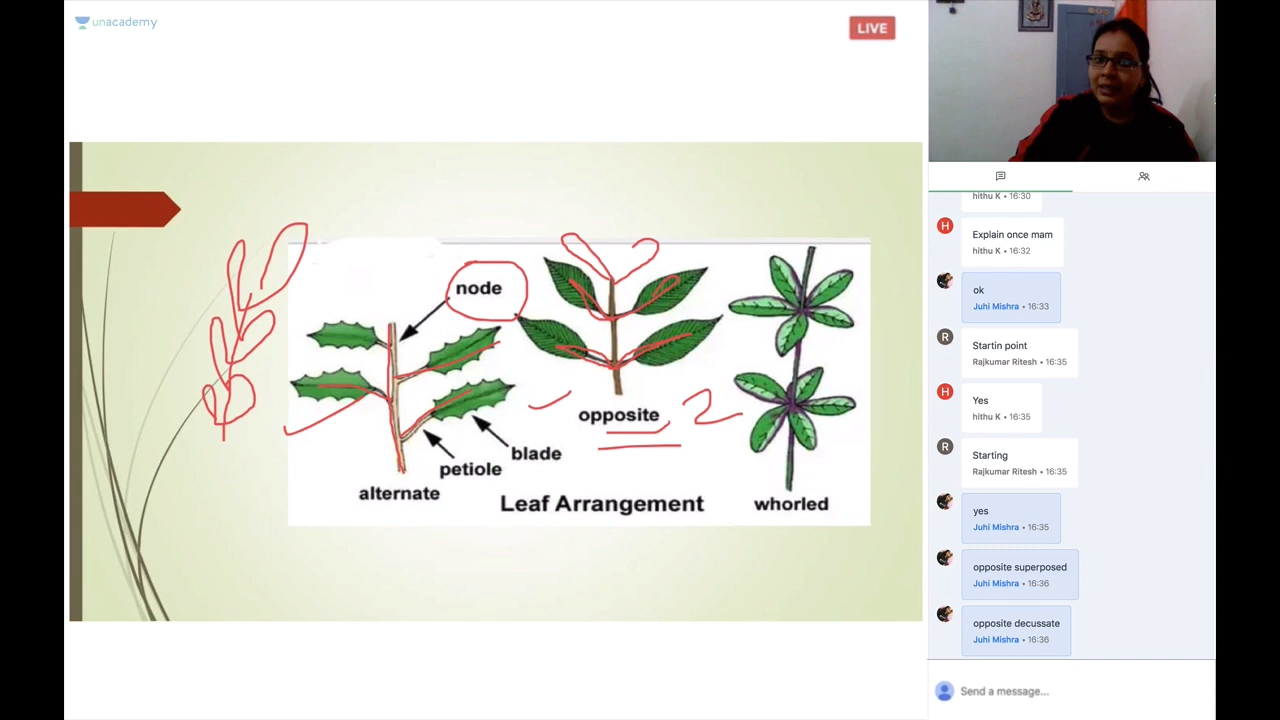 unacademy
LIVE
node
opposite
2
blade
petiole
alternate
Leaf Arrangement
whorled
hithu K • 16:30
H
Explain once mam
hithu K • 16:32
ok
Juhi Mishra • 16:33
R
Startin point
Rajkumar Ritesh • 16:35
H
Yes
hithu K • 16:35
R
Starting
Rajkumar Ritesh • 16:35
yes
Juhi Mishra • 16:35
opposite superposed
Juhi Mishra • 16:36
opposite decussate
Juhi Mishra • 16:36
Send a message...